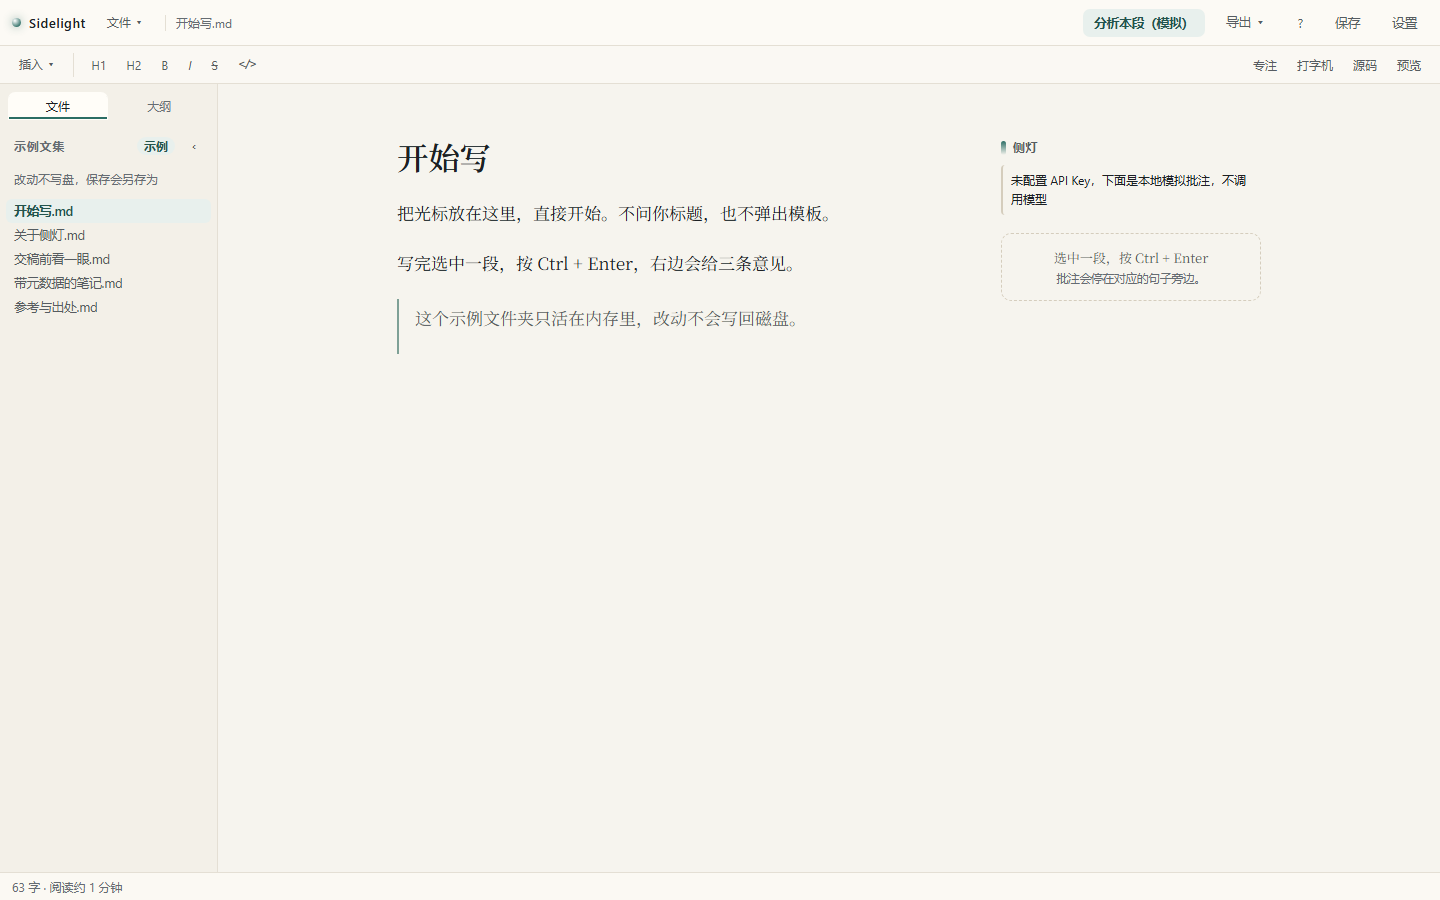 Sidelight 文件 开始写.md 分析本段（模拟） 导出 ? 保存 设置
插入 H1 H2 B I S </> 专注 打字机 源码 预览
文件 大纲
示例文集 示例 ‹
改动不写盘，保存会另存为
开始写.md
关于侧灯.md
交稿前看一眼.md
带元数据的笔记.md
参考与出处.md
开始写
把光标放在这里，直接开始。不问你标题，也不弹出模板。
写完选中一段，按 Ctrl + Enter，右边会给三条意见。
这个示例文件夹只活在内存里，改动不会写回磁盘。
侧灯
未配置 API Key，下面是本地模拟批注，不调
用模型
选中一段，按 Ctrl + Enter
批注会停在对应的句子旁边。
63 字 · 阅读约 1 分钟